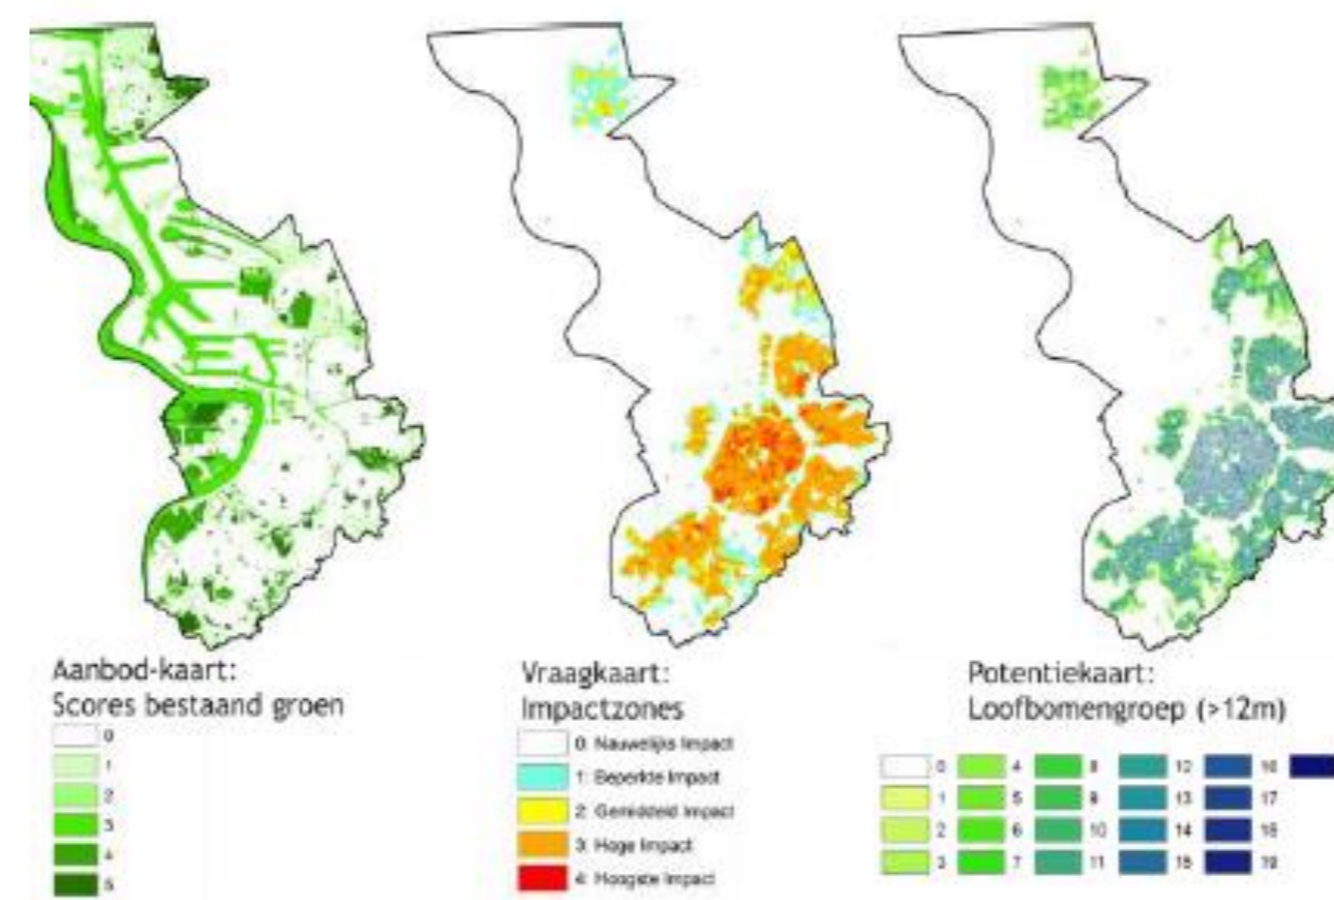 Aanbod-kaart:
Scores bestaand groen
0
1
2
3
4
5
Vraagkaart:
Impactzones
0: Nauwelijks Impact
1: Beperkte Impact
2: Gemiddeld Impact
3: Hoge Impact
4: Hoogste Impact
Potentiekaart:
Loofbomengroep (>12m)
0 4 8 12 16
1 5 9 13 17
2 6 10 14 18
3 7 11 15 19